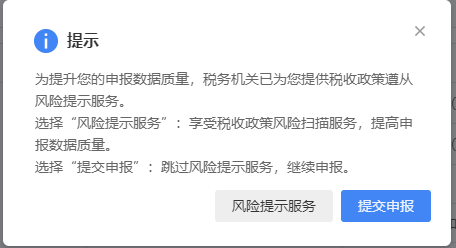 提示
为提升您的申报数据质量，税务机关已为您提供税收政策遵从
风险提示服务。
选择“风险提示服务”：享受税收政策风险扫描服务，提高申
报数据质量。
选择“提交申报”：跳过风险提示服务，继续申报。
风险提示服务 提交申报